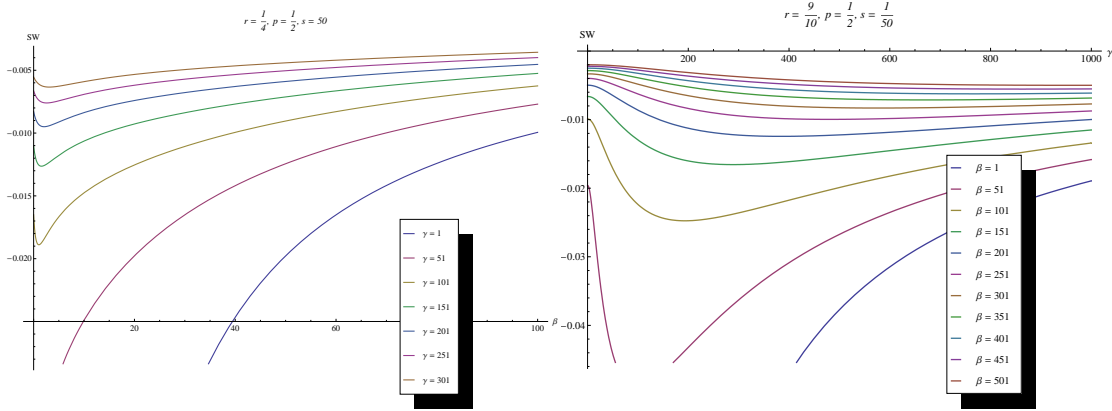 r = 1/4, p = 1/2, s = 50
SW
−0.005
−0.010
−0.015
−0.020
20
40
60
100
β
γ = 1
γ = 51
γ = 101
γ = 151
γ = 201
γ = 251
γ = 301
r = 9/10, p = 1/2, s = 1/50
SW
200
400
600
800
1000
γ
−0.01
−0.02
−0.03
−0.04
β = 1
β = 51
β = 101
β = 151
β = 201
β = 251
β = 301
β = 351
β = 401
β = 451
β = 501